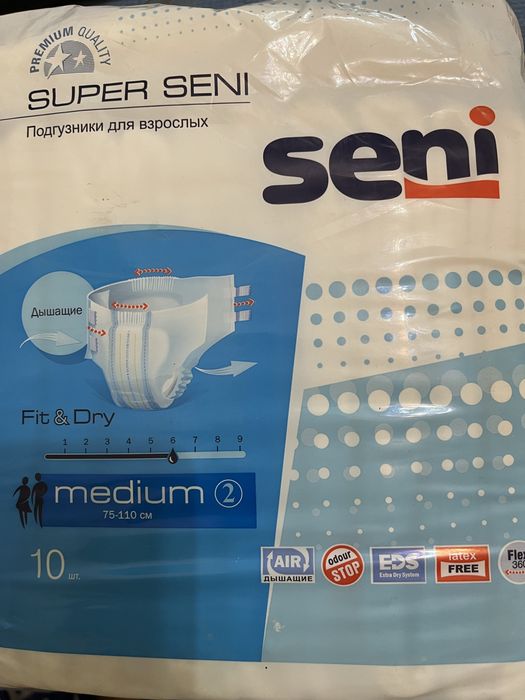 PREMIUM QUALITY
SUPER SENI
Подгузники для взрослых
seni
Дышащие
Fit & Dry
1 2 3 4 5 6 7 8 9
medium 2
75-110 см
10 шт.
AIR
ДЫШАЩИЕ
odour
STOP
EDS
Extra Dry System
latex
FREE
Flex
360